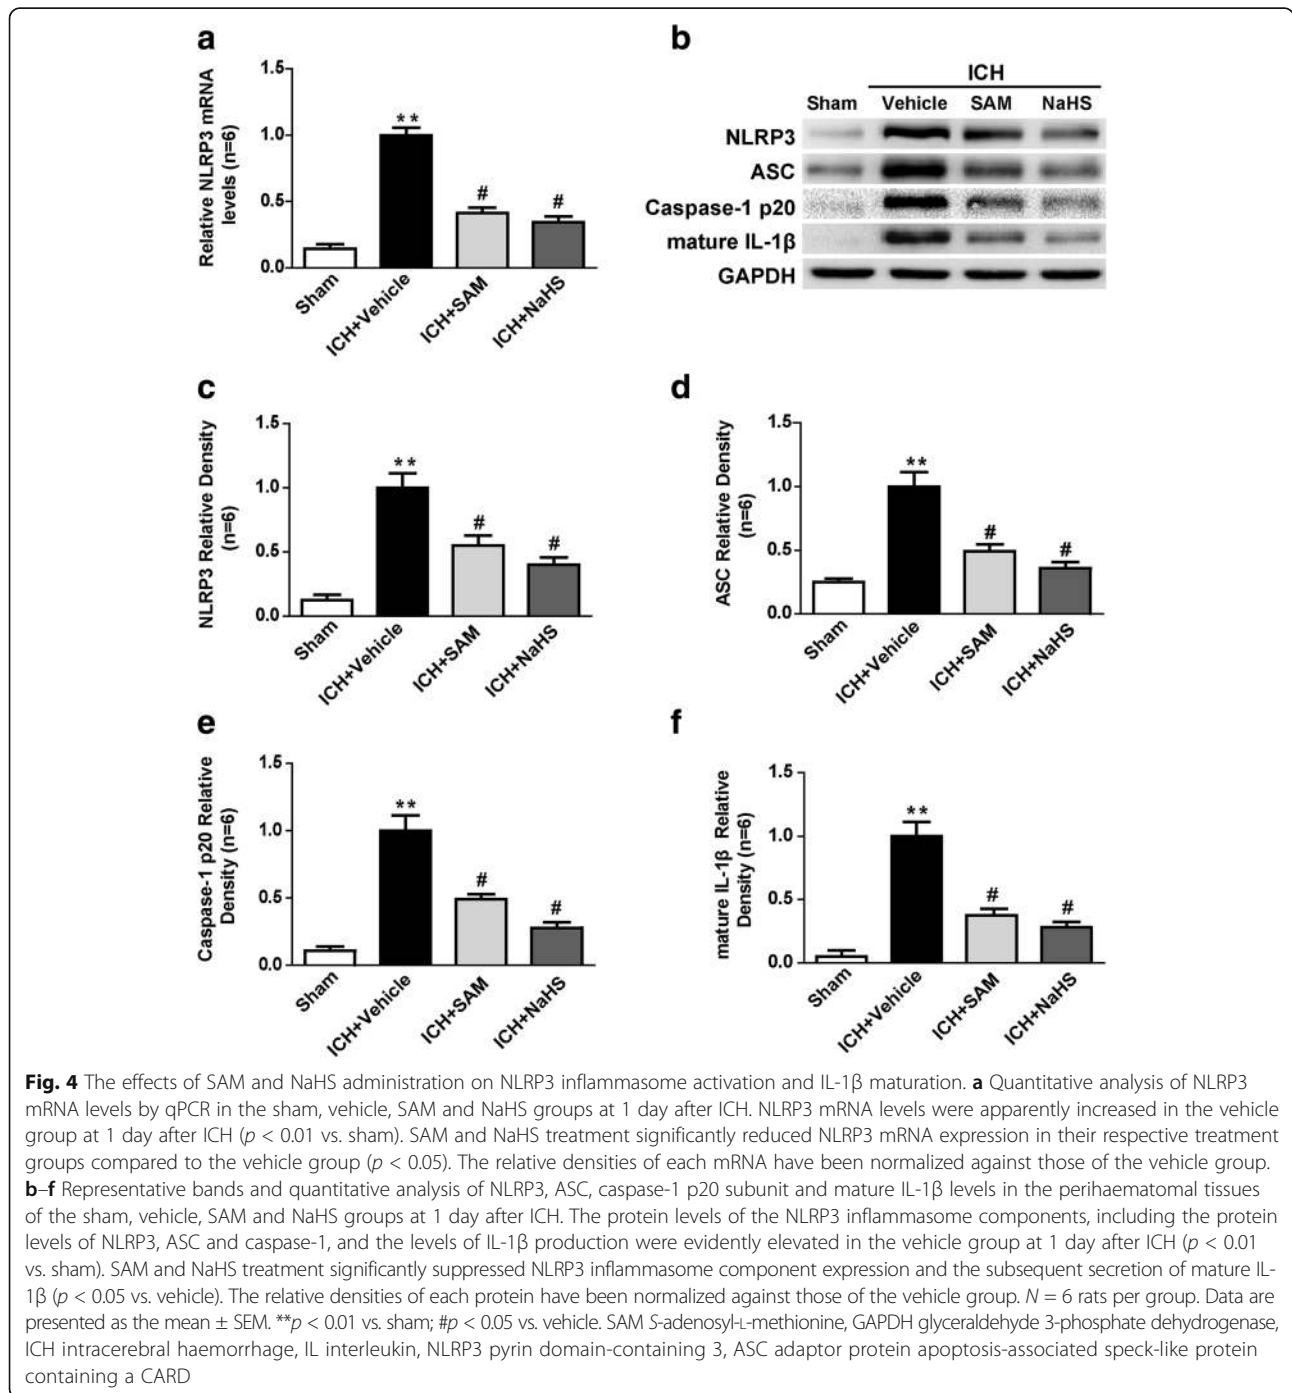 a
Relative NLRP3 mRNA
levels (n=6)
1.5
1.0
0.5
0.0
**
#
#
Sham
ICH+Vehicle
ICH+SAM
ICH+NaHS
b
ICH
Sham Vehicle SAM NaHS
NLRP3
ASC
Caspase-1 p20
mature IL-1β
GAPDH
c
NLRP3 Relative Density
(n=6)
1.5
1.0
0.5
0.0
**
#
#
Sham
ICH+Vehicle
ICH+SAM
ICH+NaHS
d
ASC Relative Density
(n=6)
1.5
1.0
0.5
0.0
**
#
#
Sham
ICH+Vehicle
ICH+SAM
ICH+NaHS
e
Caspase-1 p20 Relative
Density (n=6)
1.5
1.0
0.5
0.0
**
#
#
Sham
ICH+Vehicle
ICH+SAM
ICH+NaHS
f
mature IL-1β Relative
Density (n=6)
1.5
1.0
0.5
0.0
**
#
#
Sham
ICH+Vehicle
ICH+SAM
ICH+NaHS
Fig. 4 The effects of SAM and NaHS administration on NLRP3 inflammasome activation and IL-1β maturation. a Quantitative analysis of NLRP3
mRNA levels by qPCR in the sham, vehicle, SAM and NaHS groups at 1 day after ICH. NLRP3 mRNA levels were apparently increased in the vehicle
group at 1 day after ICH (p < 0.01 vs. sham). SAM and NaHS treatment significantly reduced NLRP3 mRNA expression in their respective treatment
groups compared to the vehicle group (p < 0.05). The relative densities of each mRNA have been normalized against those of the vehicle group.
b–f Representative bands and quantitative analysis of NLRP3, ASC, caspase-1 p20 subunit and mature IL-1β levels in the perihaematomal tissues
of the sham, vehicle, SAM and NaHS groups at 1 day after ICH. The protein levels of the NLRP3 inflammasome components, including the protein
levels of NLRP3, ASC and caspase-1, and the levels of IL-1β production were evidently elevated in the vehicle group at 1 day after ICH (p < 0.01
vs. sham). SAM and NaHS treatment significantly suppressed NLRP3 inflammasome component expression and the subsequent secretion of mature IL-
1β (p < 0.05 vs. vehicle). The relative densities of each protein have been normalized against those of the vehicle group. N = 6 rats per group. Data are
presented as the mean ± SEM. **p < 0.01 vs. sham; #p < 0.05 vs. vehicle. SAM S-adenosyl-L-methionine, GAPDH glyceraldehyde 3-phosphate dehydrogenase,
ICH intracerebral haemorrhage, IL interleukin, NLRP3 pyrin domain-containing 3, ASC adaptor protein apoptosis-associated speck-like protein
containing a CARD